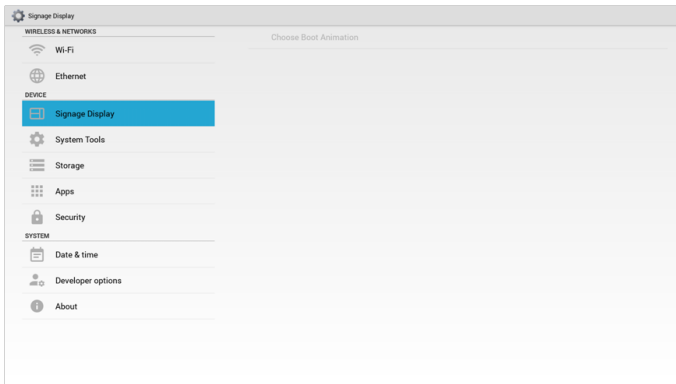 Signage Display
WIRELESS & NETWORKS
Wi-Fi
Ethernet
DEVICE
Signage Display
System Tools
Storage
Apps
Security
SYSTEM
Date & time
Developer options
About
Choose Boot Animation